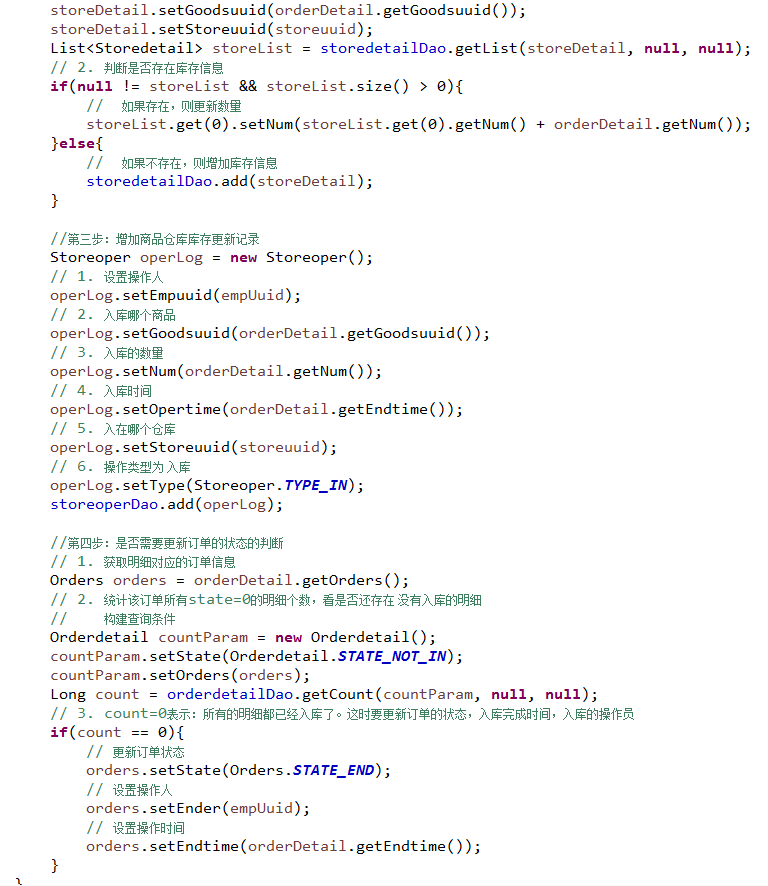 storeDetail.setGoodsuuid(orderDetail.getGoodsuuid());
storeDetail.setStoreuuid(storeuuid);
List<Storedetail> storeList = storedetailDao.getList(storeDetail, null, null);
// 2. 判断是否存在库存信息
if(null != storeList && storeList.size() > 0){
//  如果存在，则更新数量
storeList.get(0).setNum(storeList.get(0).getNum() + orderDetail.getNum());
}else{
//  如果不存在，则增加库存信息
storedetailDao.add(storeDetail);
}
//第三步：增加商品仓库库存更新记录
Storeoper operLog = new Storeoper();
// 1. 设置操作人
operLog.setEmpuuid(empUuid);
// 2. 入库哪个商品
operLog.setGoodsuuid(orderDetail.getGoodsuuid());
// 3. 入库的数量
operLog.setNum(orderDetail.getNum());
// 4. 入库时间
operLog.setOpertime(orderDetail.getEndtime());
// 5. 入在哪个仓库
operLog.setStoreuuid(storeuuid);
// 6. 操作类型为 入库
operLog.setType(Storeoper.TYPE_IN);
storeoperDao.add(operLog);
//第四步：是否需要更新订单的状态的判断
// 1. 获取明细对应的订单信息
Orders orders = orderDetail.getOrders();
// 2. 统计该订单所有state=0的明细个数，看是否还存在 没有入库的明细
//    构建查询条件
Orderdetail countParam = new Orderdetail();
countParam.setState(Orderdetail.STATE_NOT_IN);
countParam.setOrders(orders);
Long count = orderdetailDao.getCount(countParam, null, null);
// 3. count=0表示：所有的明细都已经入库了。这时要更新订单的状态，入库完成时间，入库的操作员
if(count == 0){
// 更新订单状态
orders.setState(Orders.STATE_END);
// 设置操作人
orders.setEnder(empUuid);
// 设置操作时间
orders.setEndtime(orderDetail.getEndtime());
}
}